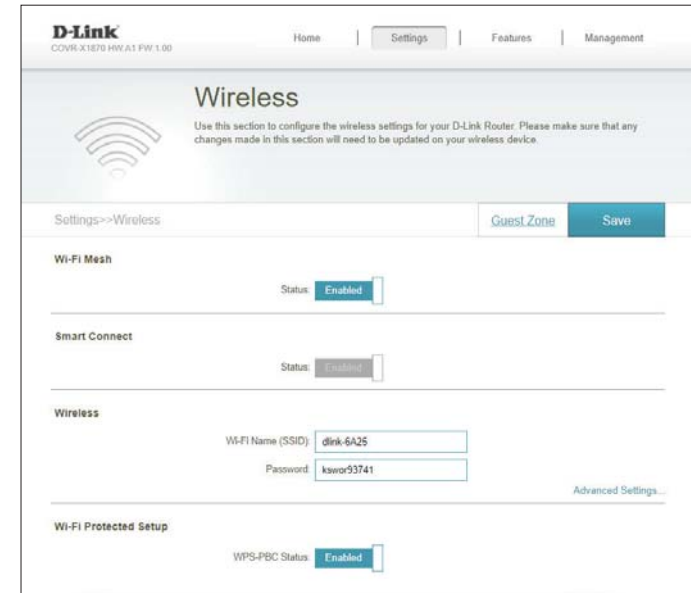 D-Link
COVR-X1870 HW:A1 FW:1.00
Home | Settings | Features | Management
Wireless
Use this section to configure the wireless settings for your D-Link Router. Please make sure that any
changes made in this section will need to be updated on your wireless device.
Settings>>Wireless
Guest Zone
Save
Wi-Fi Mesh
Status: Enabled
Smart Connect
Status: Enabled
Wireless
Wi-Fi Name (SSID): dlink-6A26
Password: kswor93741
Advanced Settings...
Wi-Fi Protected Setup
WPS-PBC Status: Enabled